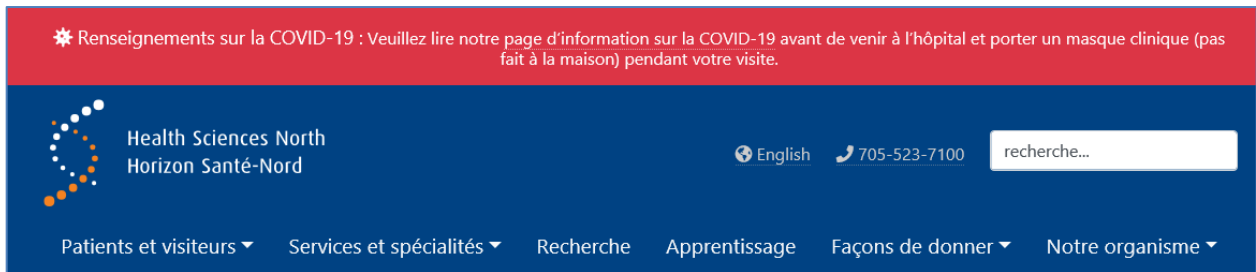 Renseignements sur la COVID-19 : Veuillez lire notre page d'information sur la COVID-19 avant de venir à l'hôpital et porter un masque clinique (pas
fait à la maison) pendant votre visite.
Health Sciences North
Horizon Santé-Nord
English 705-523-7100 recherche...
Patients et visiteurs Services et spécialités Recherche Apprentissage Façons de donner Notre organisme